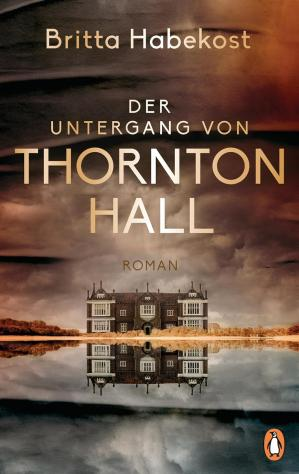 Britta Habekost
DER
UNTERGANG VON
THORNTON
HALL
ROMAN